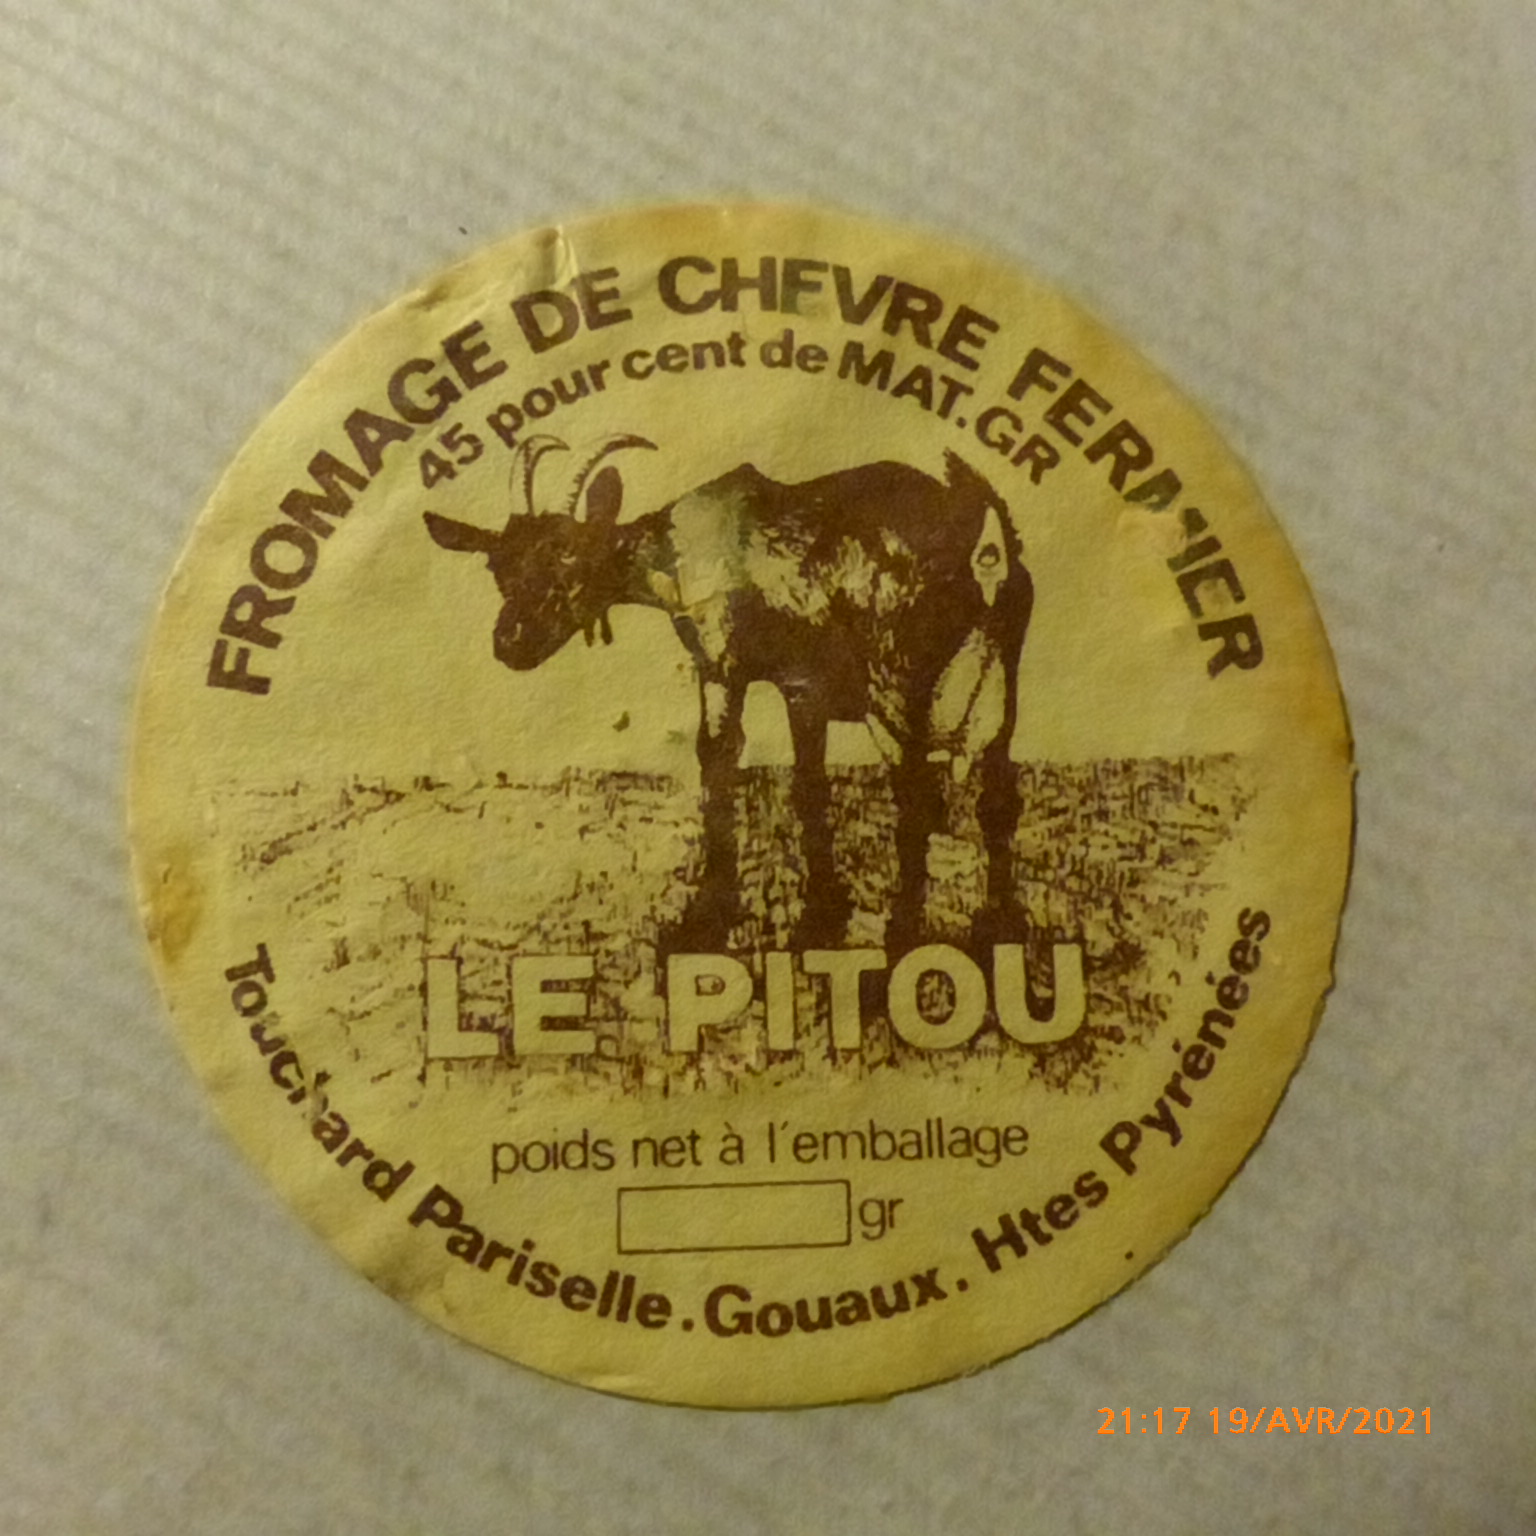 FROMAGE DE CHEVRE FERMIER
45 pour cent de MAT.GR
LE PITOU
poids net à l'emballage
gr
Touchard Pariselle.Gouaux. Htes Pyrénées
21:17 19/AVR/2021